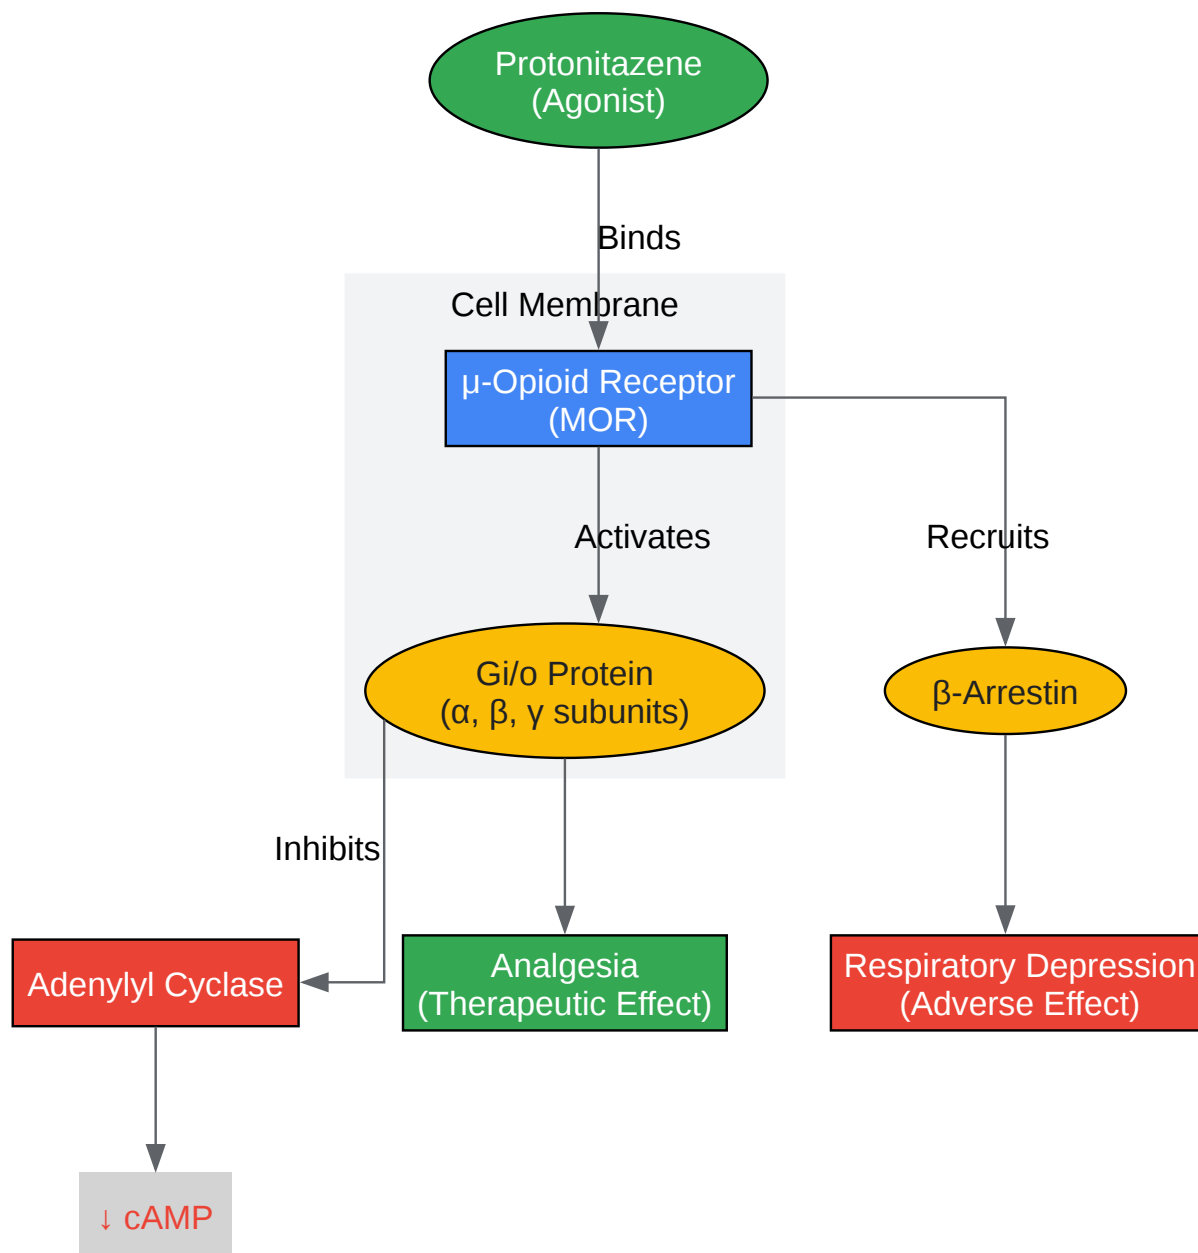 Protonitazene
(Agonist)
Binds
Cell Membrane
μ-Opioid Receptor
(MOR)
Activates
Recruits
Gi/o Protein
(α, β, γ subunits)
β-Arrestin
Inhibits
Adenylyl Cyclase
Analgesia
(Therapeutic Effect)
Respiratory Depression
(Adverse Effect)
↓ cAMP